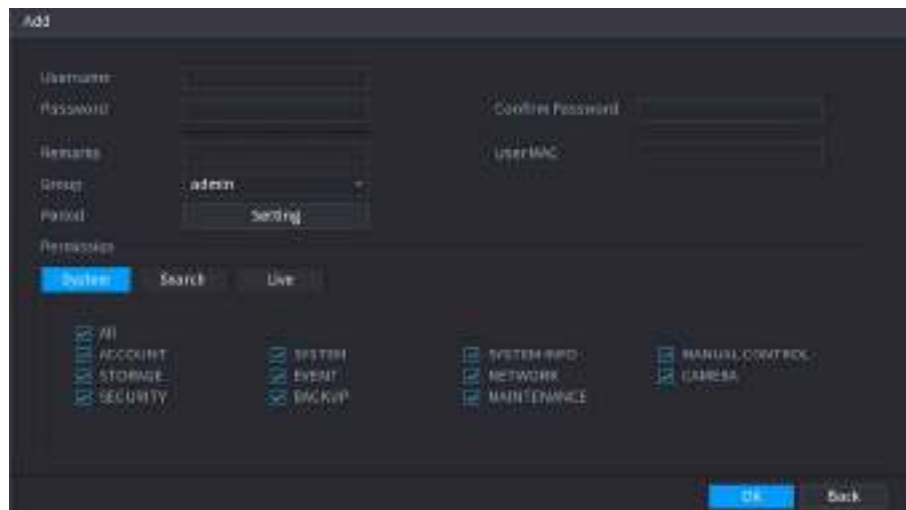 Add
Username
Password Confirm Password
Remarks User MAC
Group admin
Period Setting
Permission
System Search Live
All
ACCOUNT SYSTEM SYSTEM INFO MANUAL CONTROL
STORAGE EVENT NETWORK CAMERA
SECURITY BACKUP MAINTENANCE
OK Back